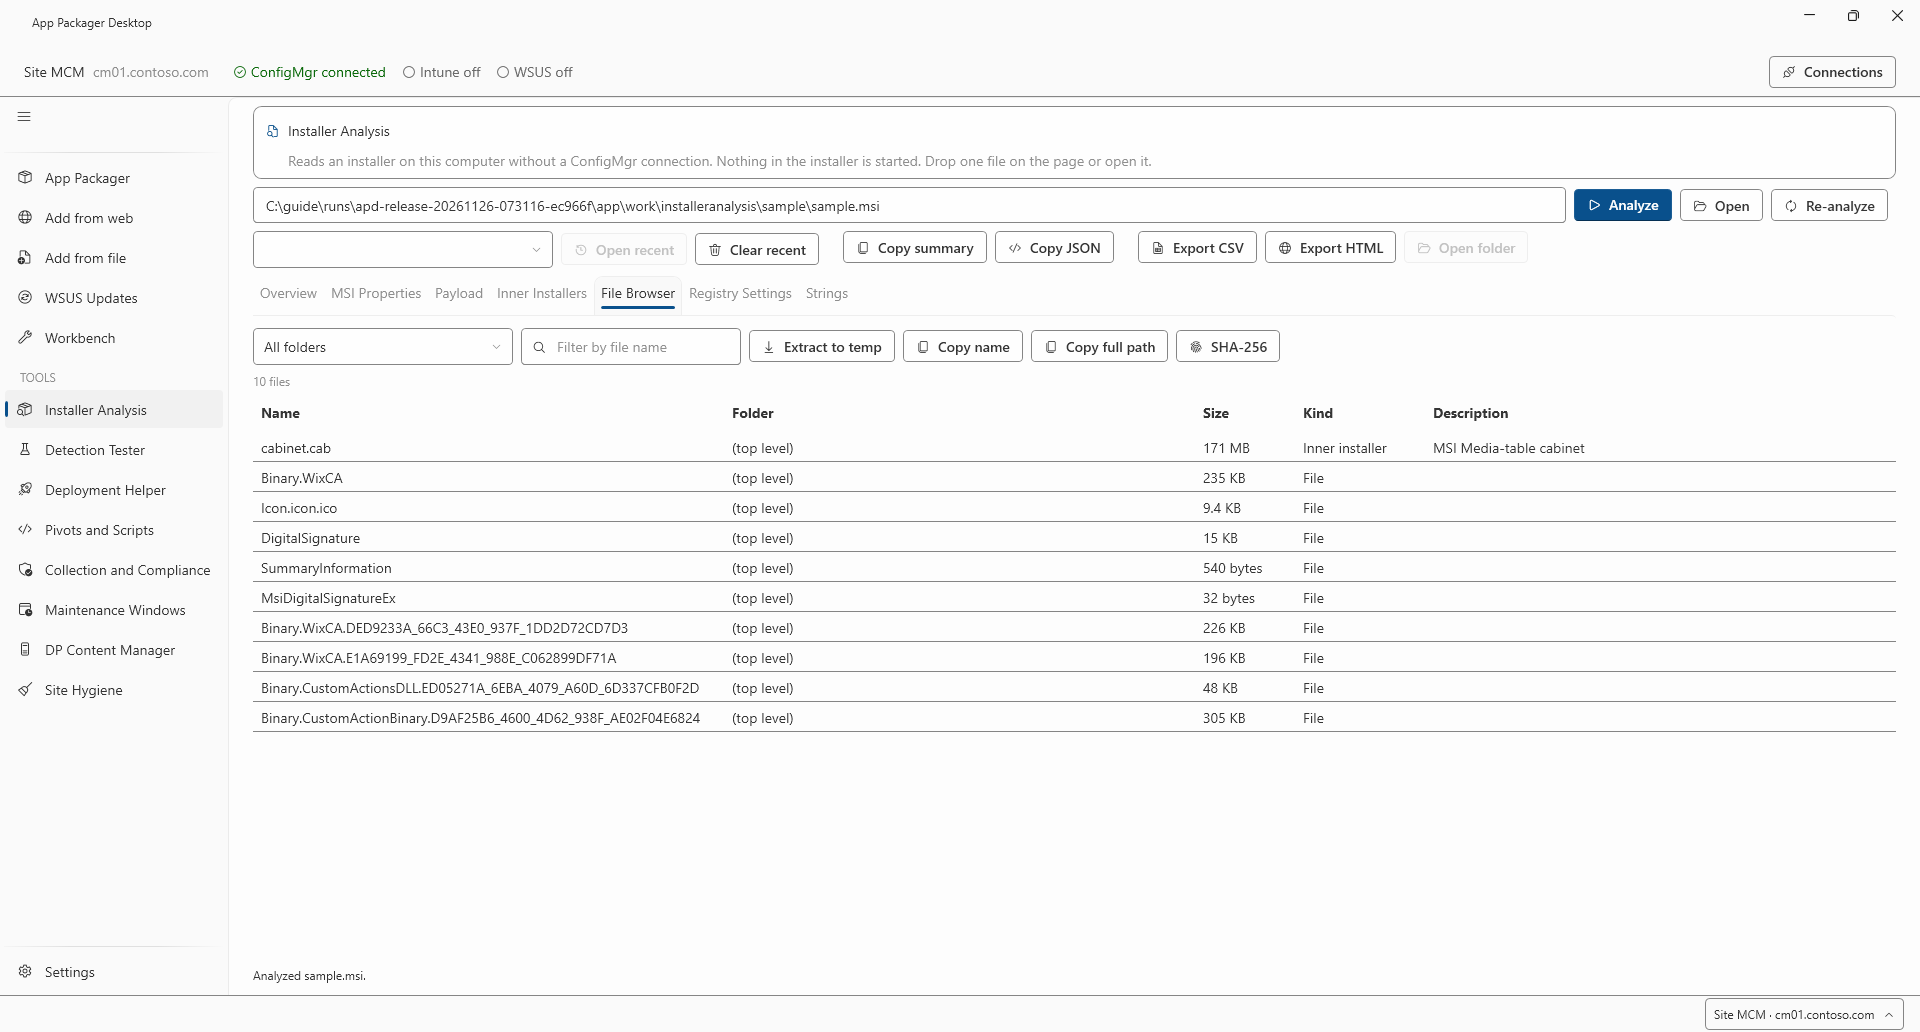 App Packager Desktop
Site MCM cm01.contoso.com ConfigMgr connected Intune off WSUS off Connections
Installer Analysis
Reads an installer on this computer without a ConfigMgr connection. Nothing in the installer is started. Drop one file on the page or open it.
App Packager
Add from web
Add from file
WSUS Updates
Workbench
TOOLS
Installer Analysis
Detection Tester
Deployment Helper
Pivots and Scripts
Collection and Compliance
Maintenance Windows
DP Content Manager
Site Hygiene
Settings
C:\guide\runs\apd-release-20261126-073116-ec966f\app\work\installeranalysis\sample\sample.msi Analyze Open Re-analyze
Open recent Clear recent Copy summary Copy JSON Export CSV Export HTML Open folder
Overview MSI Properties Payload Inner Installers File Browser Registry Settings Strings
All folders Filter by file name Extract to temp Copy name Copy full path SHA-256
10 files
Name Folder Size Kind Description
cabinet.cab (top level) 171 MB Inner installer MSI Media-table cabinet
Binary.WixCA (top level) 235 KB File
Icon.icon.ico (top level) 9.4 KB File
DigitalSignature (top level) 15 KB File
SummaryInformation (top level) 540 bytes File
MsiDigitalSignatureEx (top level) 32 bytes File
Binary.WixCA.DED9233A_66C3_43E0_937F_1DD2D72CD7D3 (top level) 226 KB File
Binary.WixCA.E1A69199_FD2E_4341_988E_C062899DF71A (top level) 196 KB File
Binary.CustomActionsDLL.ED05271A_6EBA_4079_A60D_6D337CFB0F2D (top level) 48 KB File
Binary.CustomActionBinary.D9AF25B6_4600_4D62_938F_AE02F04E6824 (top level) 305 KB File
Analyzed sample.msi.
Site MCM · cm01.contoso.com